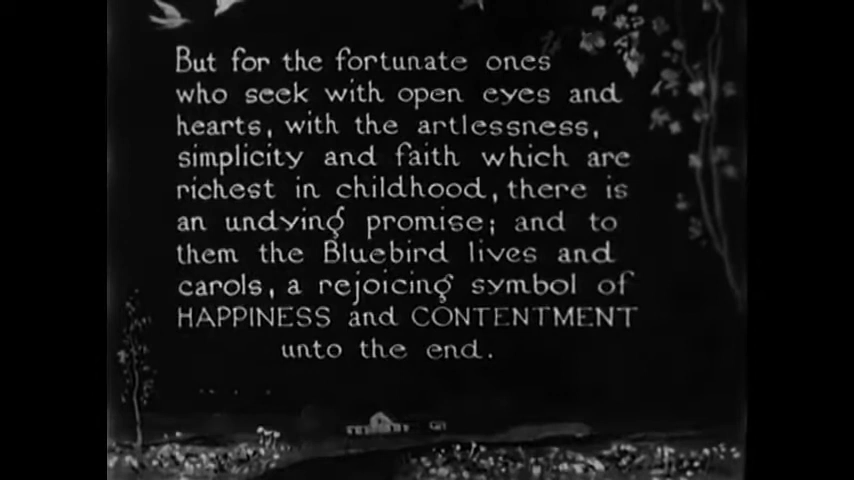 But for the fortunate ones
who seek with open eyes and
hearts, with the artlessness,
simplicity and faith which are
richest in childhood, there is
an undying promise; and to
them the Bluebird lives and
carols, a rejoicing symbol of
HAPPINESS and CONTENTMENT
unto the end.